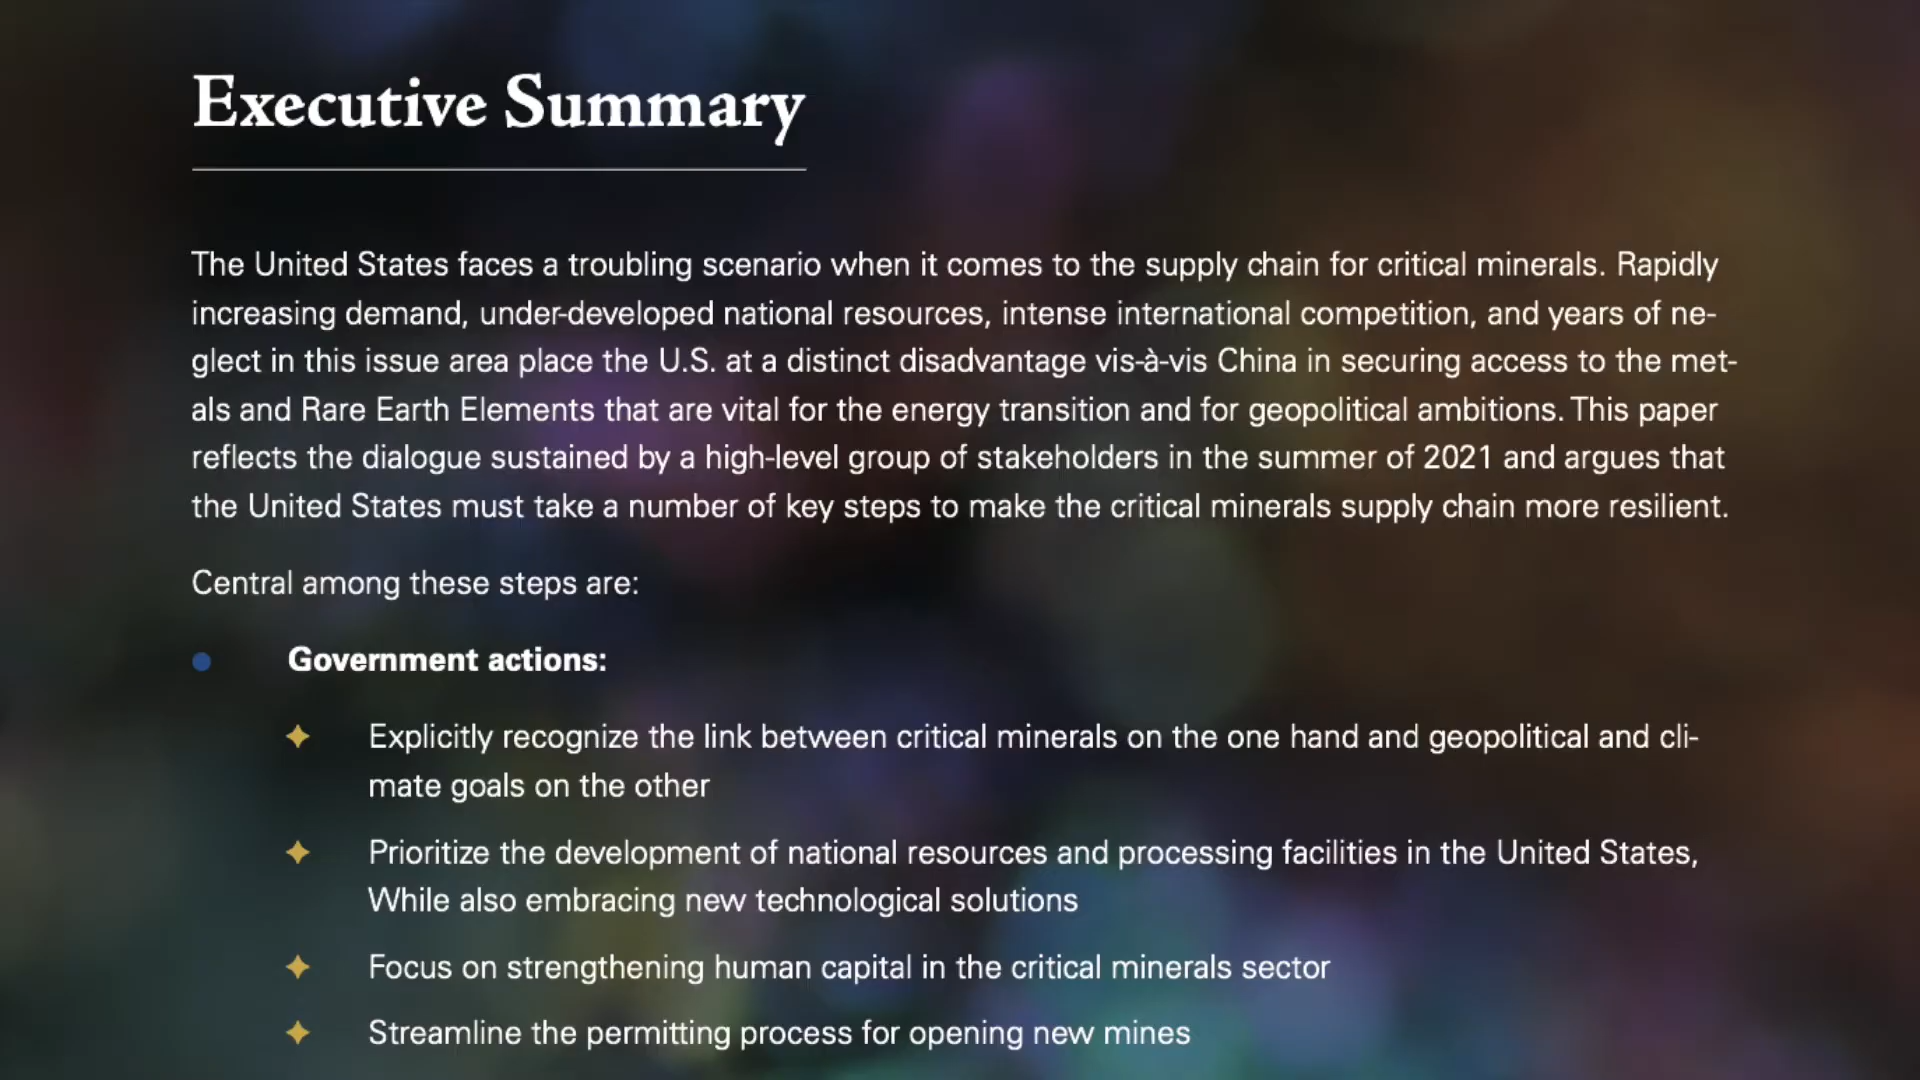 Executive Summary
The United States faces a troubling scenario when it comes to the supply chain for critical minerals. Rapidly
increasing demand, under-developed national resources, intense international competition, and years of ne-
glect in this issue area place the U.S. at a distinct disadvantage vis-à-vis China in securing access to the met-
als and Rare Earth Elements that are vital for the energy transition and for geopolitical ambitions. This paper
reflects the dialogue sustained by a high-level group of stakeholders in the summer of 2021 and argues that
the United States must take a number of key steps to make the critical minerals supply chain more resilient.
Central among these steps are:
Government actions:
Explicitly recognize the link between critical minerals on the one hand and geopolitical and cli-
mate goals on the other
Prioritize the development of national resources and processing facilities in the United States,
While also embracing new technological solutions
Focus on strengthening human capital in the critical minerals sector
Streamline the permitting process for opening new mines